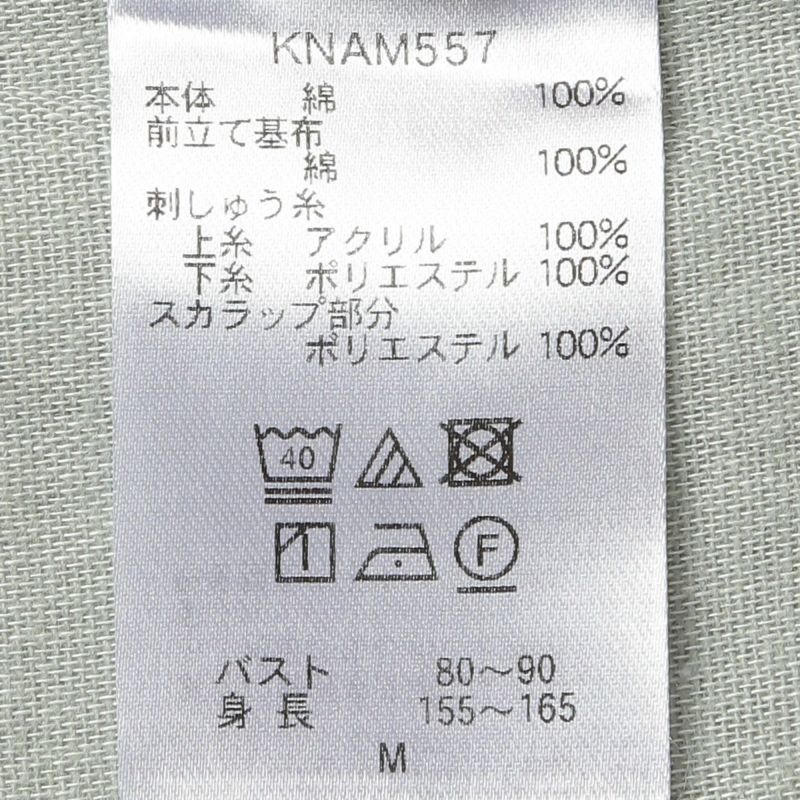 KNAM557
本体 綿 100%
前立て基布
綿 100%
刺しゅう糸
上糸 アクリル 100%
下糸 ポリエステル 100%
スカラップ部分
ポリエステル 100%
40
F
バスト 80～90
身長 155～165
M